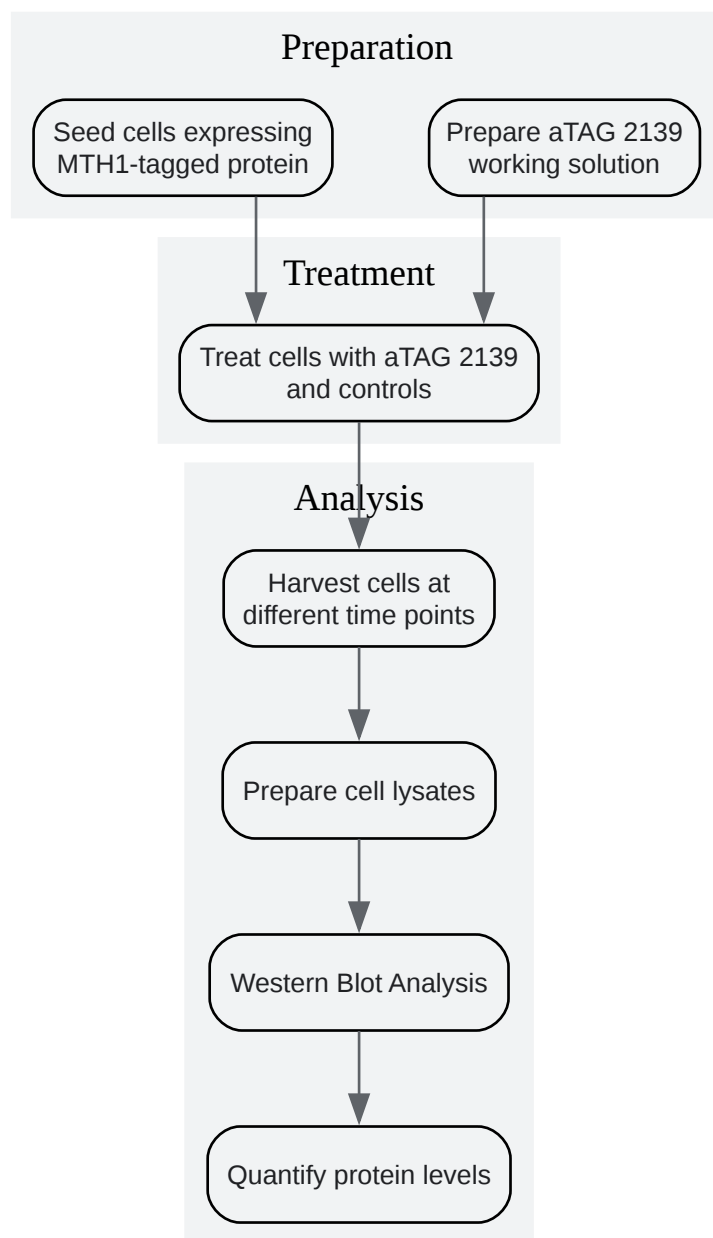 Preparation
Seed cells expressing
MTH1-tagged protein
Prepare aTAG 2139
working solution
Treatment
Treat cells with aTAG 2139
and controls
Analysis
Harvest cells at
different time points
Prepare cell lysates
Western Blot Analysis
Quantify protein levels